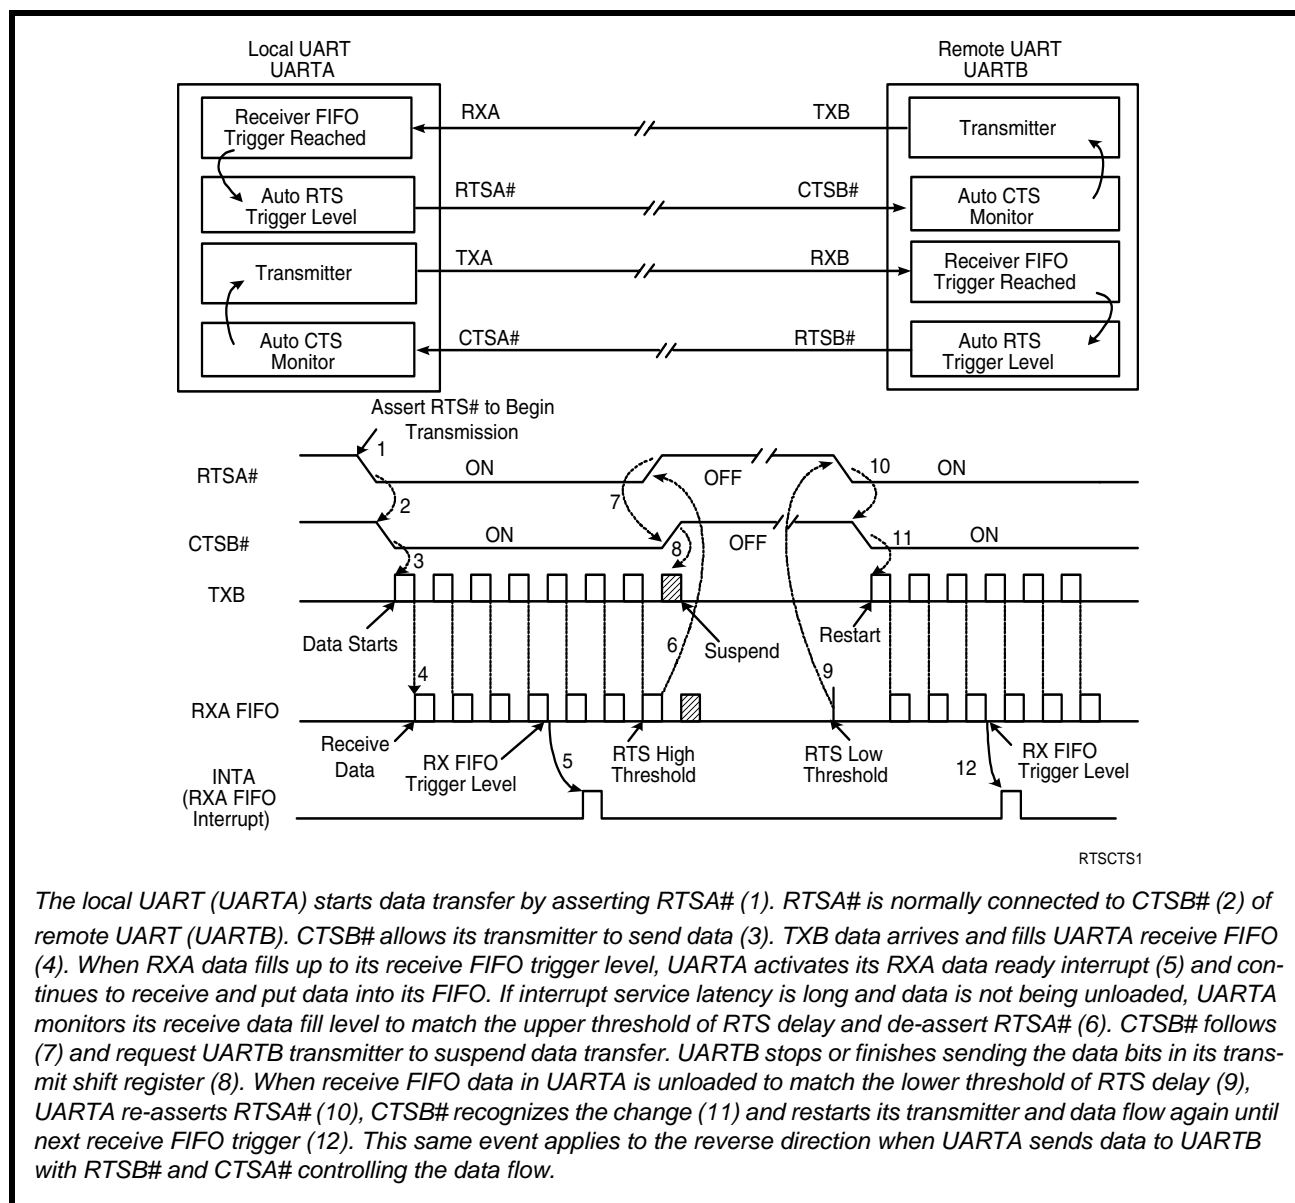 Local UART
UARTA
Remote UART
UARTB
Receiver FIFO
Trigger Reached
RXA
TXB
Transmitter
Auto RTS
Trigger Level
RTSA#
CTSB#
Auto CTS
Monitor
Transmitter
TXA
RXB
Receiver FIFO
Trigger Reached
Auto CTS
Monitor
CTSA#
RTSB#
Auto RTS
Trigger Level
Assert RTS# to Begin
Transmission
1
RTSA#
ON
OFF
10
ON
2
7
CTSB#
ON
8
OFF
11
ON
3
TXB
Data Starts
6
Suspend
Restart
4
9
RXA FIFO
Receive
Data
RX FIFO
Trigger Level
5
RTS High
Threshold
RTS Low
Threshold
12
RX FIFO
Trigger Level
INTA
(RXA FIFO
Interrupt)
RTSCTS1
The local UART (UARTA) starts data transfer by asserting RTSA# (1). RTSA# is normally connected to CTSB# (2) of
remote UART (UARTB). CTSB# allows its transmitter to send data (3). TXB data arrives and fills UARTA receive FIFO
(4). When RXA data fills up to its receive FIFO trigger level, UARTA activates its RXA data ready interrupt (5) and con-
tinues to receive and put data into its FIFO. If interrupt service latency is long and data is not being unloaded, UARTA
monitors its receive data fill level to match the upper threshold of RTS delay and de-assert RTSA# (6). CTSB# follows
(7) and request UARTB transmitter to suspend data transfer. UARTB stops or finishes sending the data bits in its trans-
mit shift register (8). When receive FIFO data in UARTA is unloaded to match the lower threshold of RTS delay (9),
UARTA re-asserts RTSA# (10), CTSB# recognizes the change (11) and restarts its transmitter and data flow again until
next receive FIFO trigger (12). This same event applies to the reverse direction when UARTA sends data to UARTB
with RTSB# and CTSA# controlling the data flow.